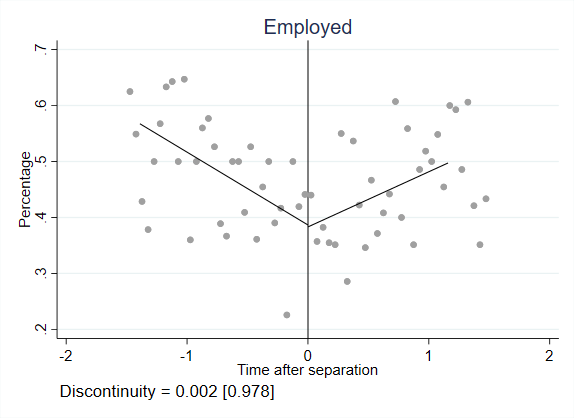 Employed
Percentage
.7
.6
.5
.4
.3
.2
-2 -1 0 1 2
Time after separation
Discontinuity = 0.002 [0.978]